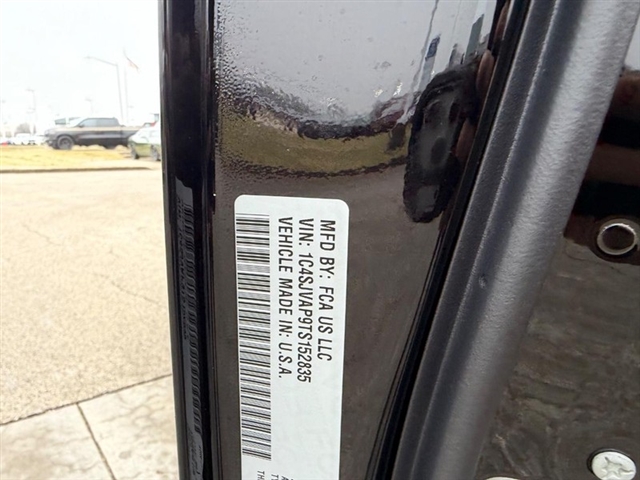 MFD BY: FCA US LLC
VIN: 1C4SJVAP9TS152835
VEHICLE MADE IN: U.S.A.